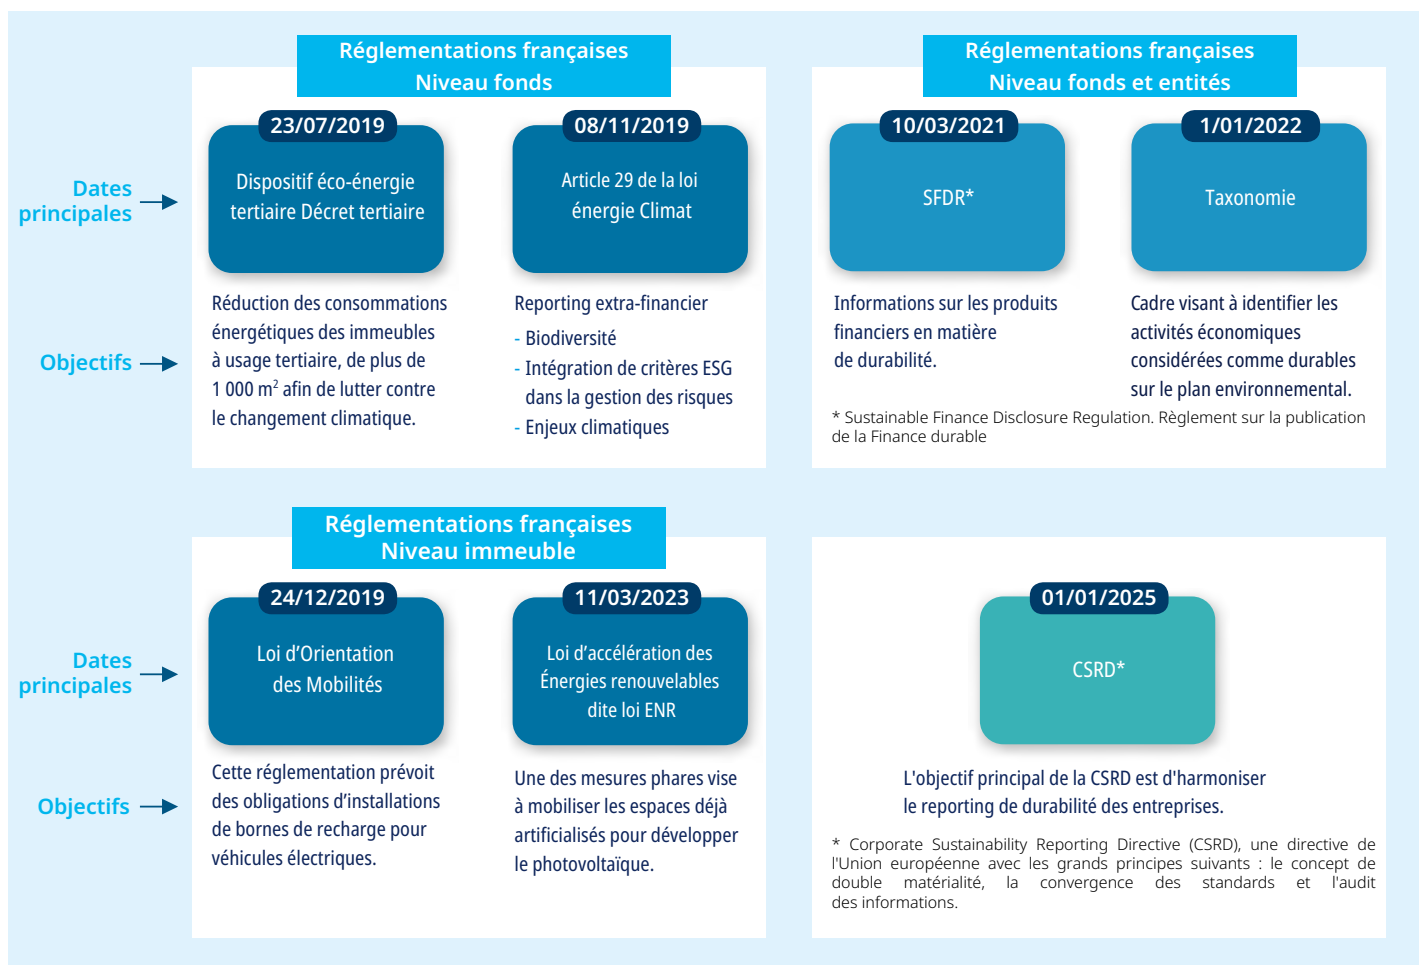 Réglementations françaises
Niveau fonds
Dates
principales
23/07/2019
Dispositif éco-énergie
tertiaire Décret tertiaire
08/11/2019
Article 29 de la loi
énergie Climat
Objectifs
Réduction des consommations
énergétiques des immeubles
à usage tertiaire, de plus de
1 000 m² afin de lutter contre
le changement climatique.
Reporting extra-financier
- Biodiversité
- Intégration de critères ESG
dans la gestion des risques
- Enjeux climatiques
Réglementations françaises
Niveau fonds et entités
10/03/2021
SFDR*
1/01/2022
Taxonomie
Informations sur les produits
financiers en matière
de durabilité.
Cadre visant à identifier les
activités économiques
considérées comme durables
sur le plan environnemental.
* Sustainable Finance Disclosure Regulation. Règlement sur la publication
de la Finance durable
Réglementations françaises
Niveau immeuble
Dates
principales
24/12/2019
Loi d’Orientation
des Mobilités
11/03/2023
Loi d’accélération des
Énergies renouvelables
dite loi ENR
Objectifs
Cette réglementation prévoit
des obligations d’installations
de bornes de recharge pour
véhicules électriques.
Une des mesures phares vise
à mobiliser les espaces déjà
artificialisés pour développer
le photovoltaïque.
01/01/2025
CSRD*
L'objectif principal de la CSRD est d'harmoniser
le reporting de durabilité des entreprises.
* Corporate Sustainability Reporting Directive (CSRD), une directive de
l'Union européenne avec les grands principes suivants : le concept de
double matérialité, la convergence des standards et l'audit
des informations.